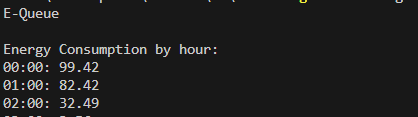 E-Queue
Energy Consumption by hour:
00:00: 99.42
01:00: 82.42
02:00: 32.49